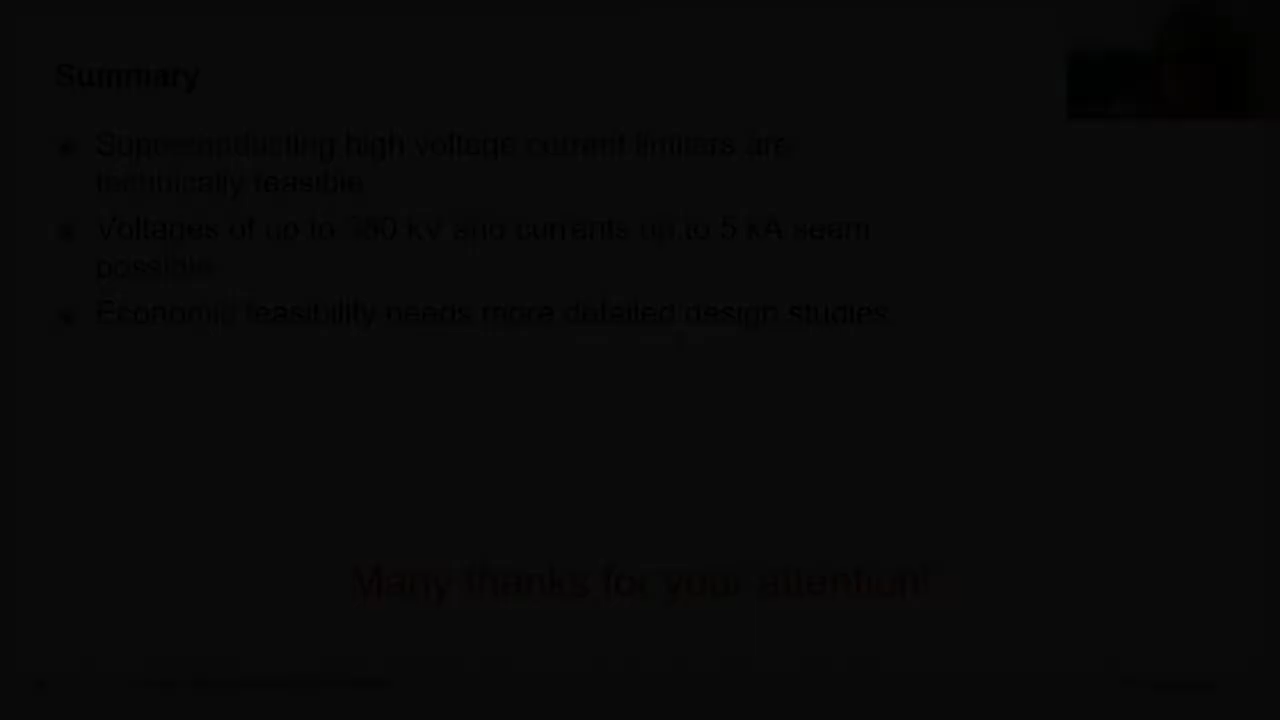 Summary
Superconducting high voltage current limiters are
technically feasible
Voltages of up to 380 kV and currents up to 5 kA seem
possible
Economic feasibility needs more detailed design studies
Many thanks for your attention!